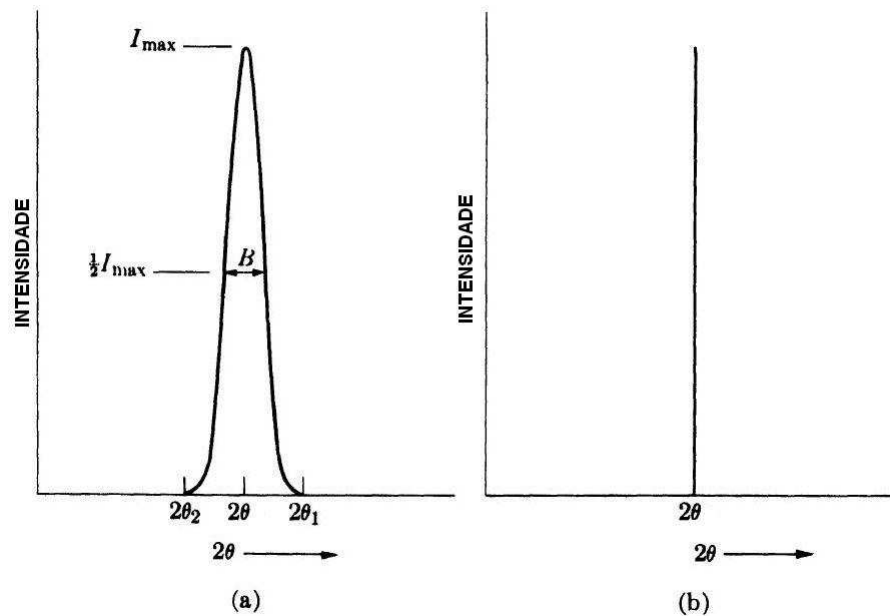 I_max
½I_max
B
INTENSIDADE
2θ₂ 2θ 2θ₁
2θ
(a)
INTENSIDADE
2θ
2θ
(b)